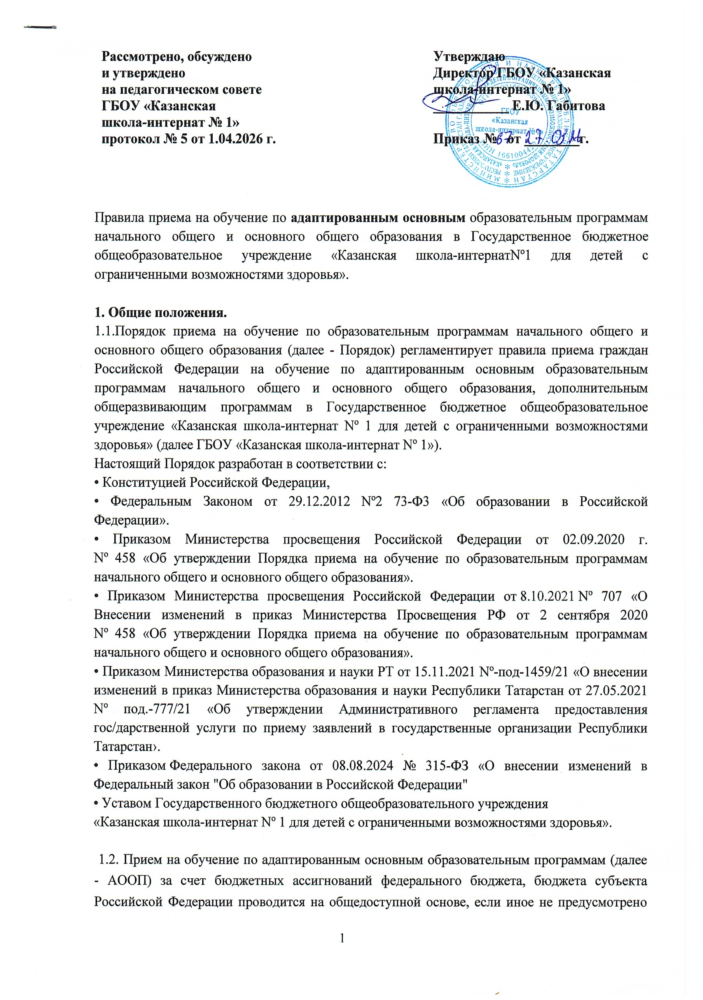 Рассмотрено, обсуждено
и утверждено
на педагогическом совете
ГБОУ «Казанская
школа-интернат № 1»
протокол № 5 от 1.04.2026 г.
Утверждаю
Директор ГБОУ «Казанская
школа-интернат № 1»
Е.Ю. Габитова
Приказ № 67 от 27. г.
ГБОУ
«Казанская
школа-интернат №1»
Правила приема на обучение по адаптированным основным образовательным программам
начального общего и основного общего образования в Государственное бюджетное
общеобразовательное учреждение «Казанская школа-интернатNº1 для детей с
ограниченными возможностями здоровья».
1. Общие положения.
1.1.Порядок приема на обучение по образовательным программам начального общего и
основного общего образования (далее - Порядок) регламентирует правила приема граждан
Российской Федерации на обучение по адаптированным основным образовательным
программам начального общего и основного общего образования, дополнительным
общеразвивающим программам в Государственное бюджетное общеобразовательное
учреждение «Казанская школа-интернат Nº 1 для детей с ограниченными возможностями
здоровья» (далее ГБОУ «Казанская школа-интернат Nº 1»).
Настоящий Порядок разработан в соответствии с:
• Конституцией Российской Федерации,
• Федеральным Законом от 29.12.2012 Nº2 73-ФЗ «Об образовании в Российской
Федерации».
• Приказом Министерства просвещения Российской Федерации от 02.09.2020 г.
Nº 458 «Об утверждении Порядка приема на обучение по образовательным программам
начального общего и основного общего образования».
• Приказом Министерства просвещения Российской Федерации от 8.10.2021 Nº 707 «О
Внесении изменений в приказ Министерства Просвещения РФ от 2 сентября 2020
Nº 458 «Об утверждении Порядка приема на обучение по образовательным программам
начального общего и основного общего образования».
• Приказом Министерства образования и науки РТ от 15.11.2021 Nº-под-1459/21 «О внесении
изменений в приказ Министерства образования и науки Республики Татарстан от 27.05.2021
Nº под.-777/21 «Об утверждении Административного регламента предоставления
гос/дарственной услуги по приему заявлений в государственные организации Республики
Татарстан›.
• Приказом Федерального закона от 08.08.2024 № 315-ФЗ «О внесении изменений в
Федеральный закон "Об образовании в Российской Федерации"
• Уставом Государственного бюджетного общеобразовательного учреждения
«Казанская школа-интернат Nº 1 для детей с ограниченными возможностями здоровья».
1.2. Прием на обучение по адаптированным основным образовательным программам (далее
- АООП) за счет бюджетных ассигнований федерального бюджета, бюджета субъекта
Российской Федерации проводится на общедоступной основе, если иное не предусмотрено
1